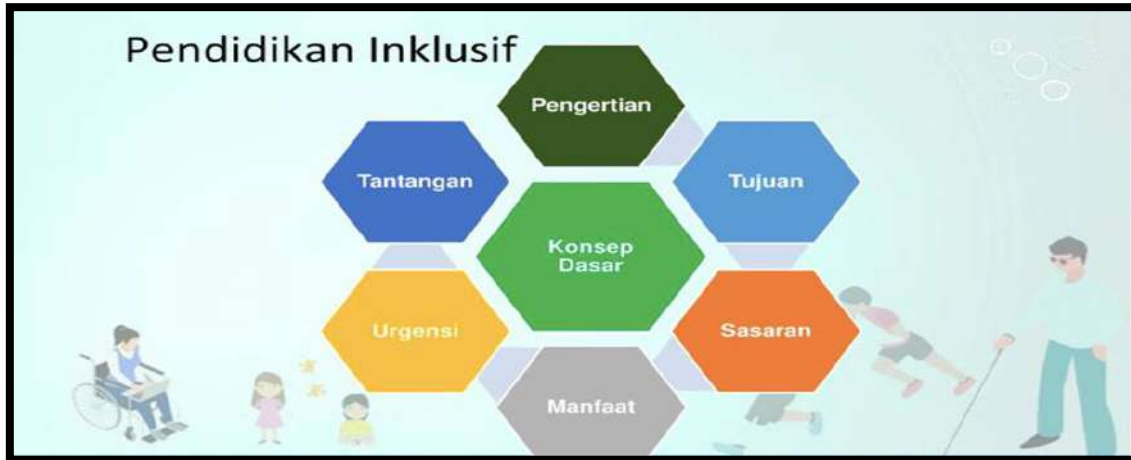 Pendidikan Inklusif
Pengertian
Tujuan
Sasaran
Manfaat
Urgensi
Tantangan
Konsep
Dasar